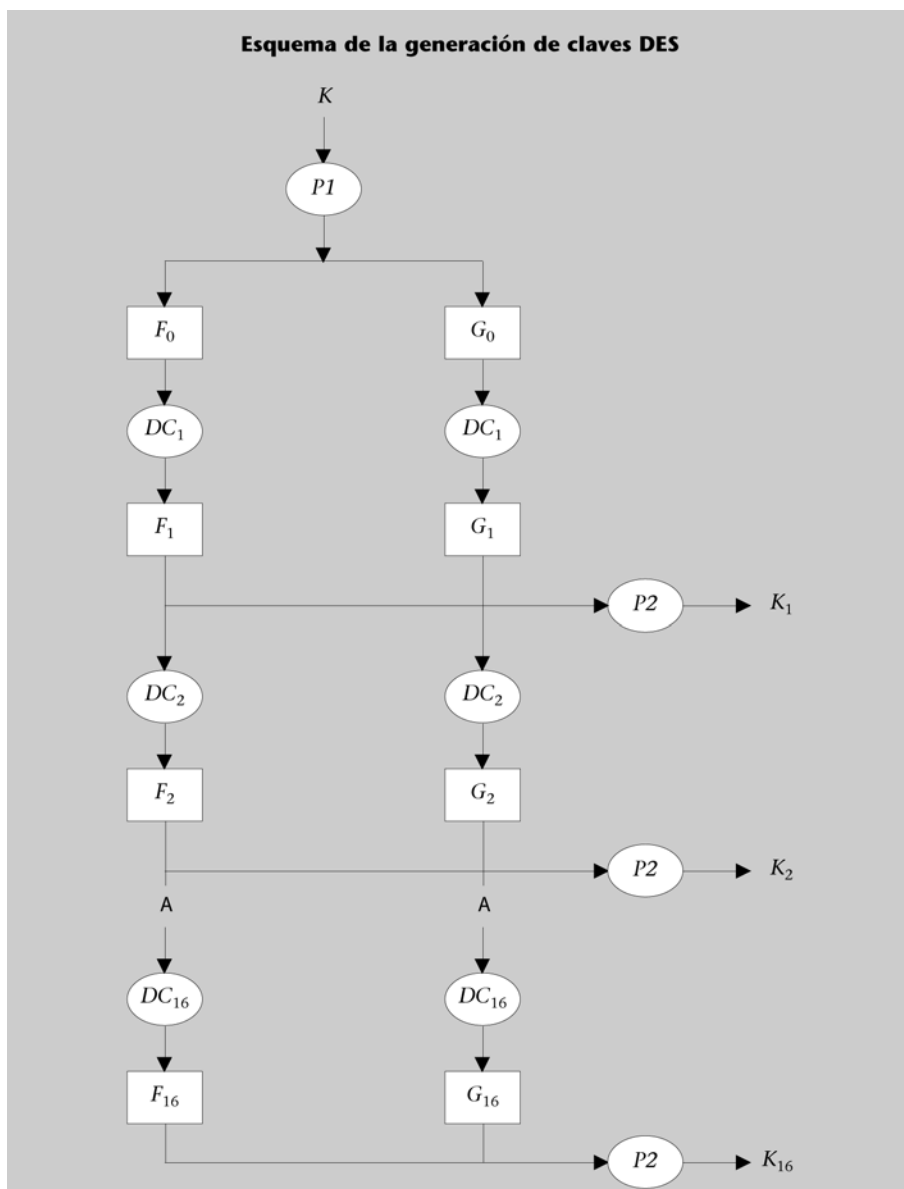 Esquema de la generación de claves DES
K
P1
F₀ G₀
DC₁ DC₁
F₁ G₁
P2 K₁
DC₂ DC₂
F₂ G₂
P2 K₂
A A
DC₁₆ DC₁₆
F₁₆ G₁₆
P2 K₁₆